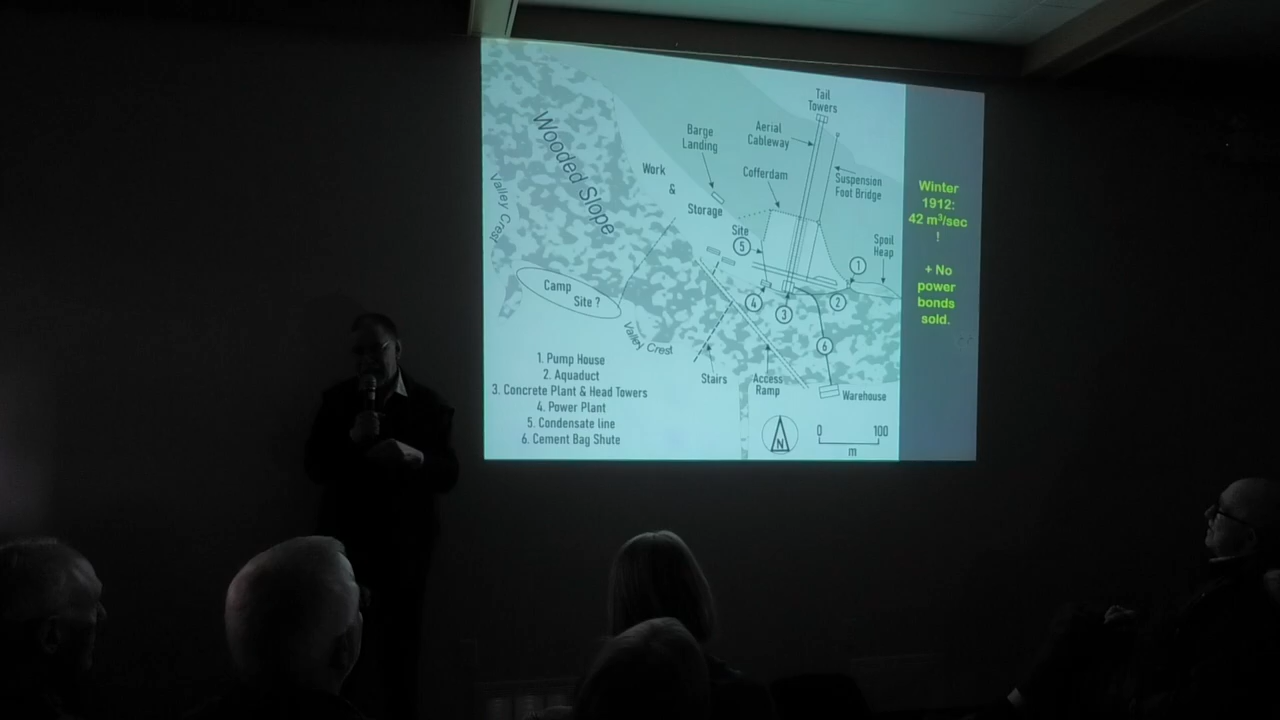 Tail
Towers
Aerial
Cableway
Barge
Landing
Suspension
Foot Bridge
Cofferdam
Work
&
Storage
Wooded Slope
Valley Crest
Site
5
Spoil
Heap
1
2
3
4
6
Camp
Site ?
Valley Crest
Stairs
Access
Ramp
Warehouse
1. Pump House
2. Aquaduct
3. Concrete Plant & Head Towers
4. Power Plant
5. Condensate line
6. Cement Bag Shute
N
0 100
m
Winter
1912:
42 m³/sec
!
+ No
power
bonds
sold.